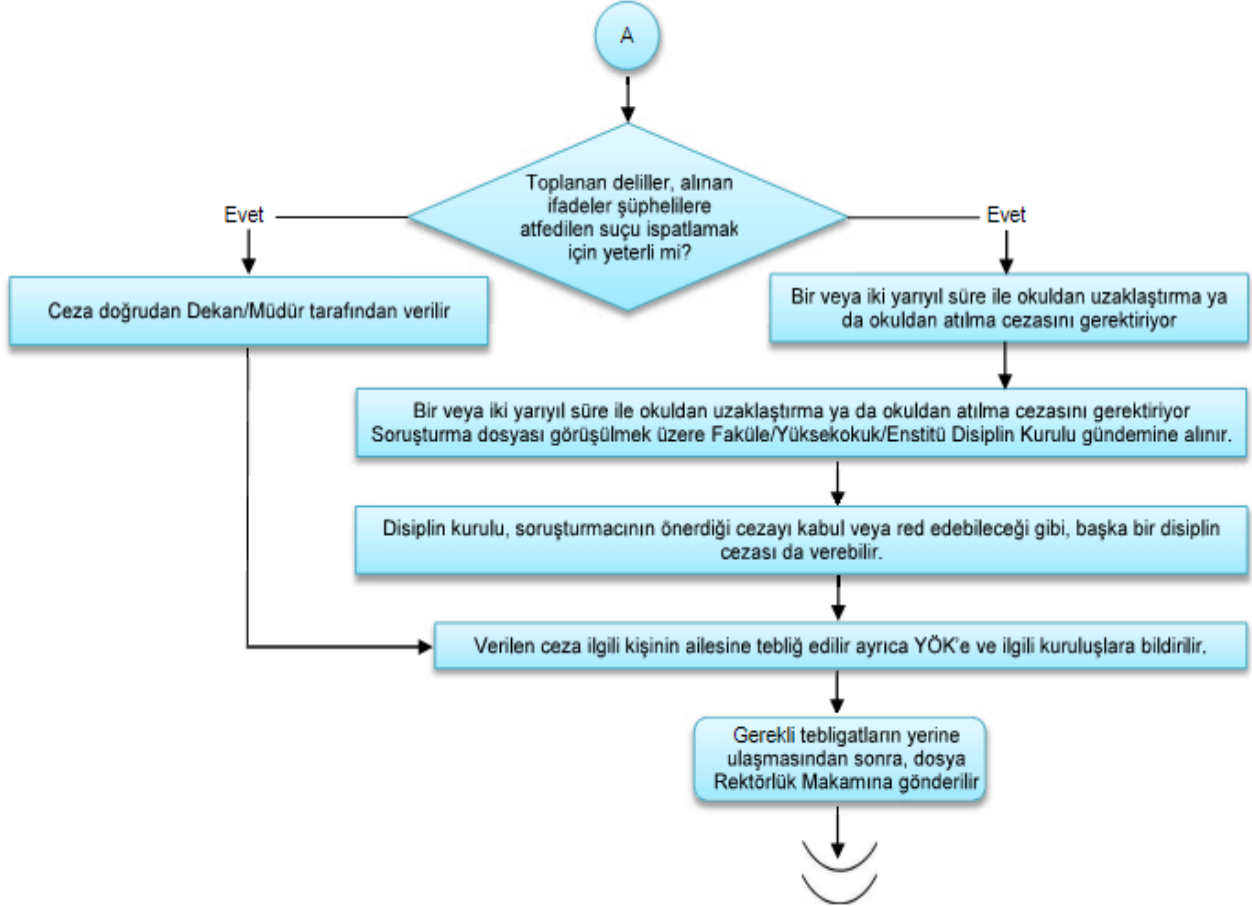 A
Toplanan deliller, alınan
ifadeler şüphelilere
atfedilen suçu ispatlamak
için yeterli mi?
Evet
Evet
Ceza doğrudan Dekan/Müdür tarafından verilir
Bir veya iki yarıyıl süre ile okuldan uzaklaştırma ya
da okuldan atılma cezasını gerektiriyor
Bir veya iki yarıyıl süre ile okuldan uzaklaştırma ya da okuldan atılma cezasını gerektiriyor
Soruşturma dosyası görüşülmek üzere Faküle/Yüksekokuk/Enstitü Disiplin Kurulu gündemine alınır.
Disiplin kurulu, soruşturmacının önerdiği cezayı kabul veya red edebileceği gibi, başka bir disiplin
cezası da verebilir.
Verilen ceza ilgili kişinin ailesine tebliğ edilir ayrıca YÖK'e ve ilgili kuruluşlara bildirilir.
Gerekli tebligatların yerine
ulaşmasından sonra, dosya
Rektörlük Makamına gönderilir